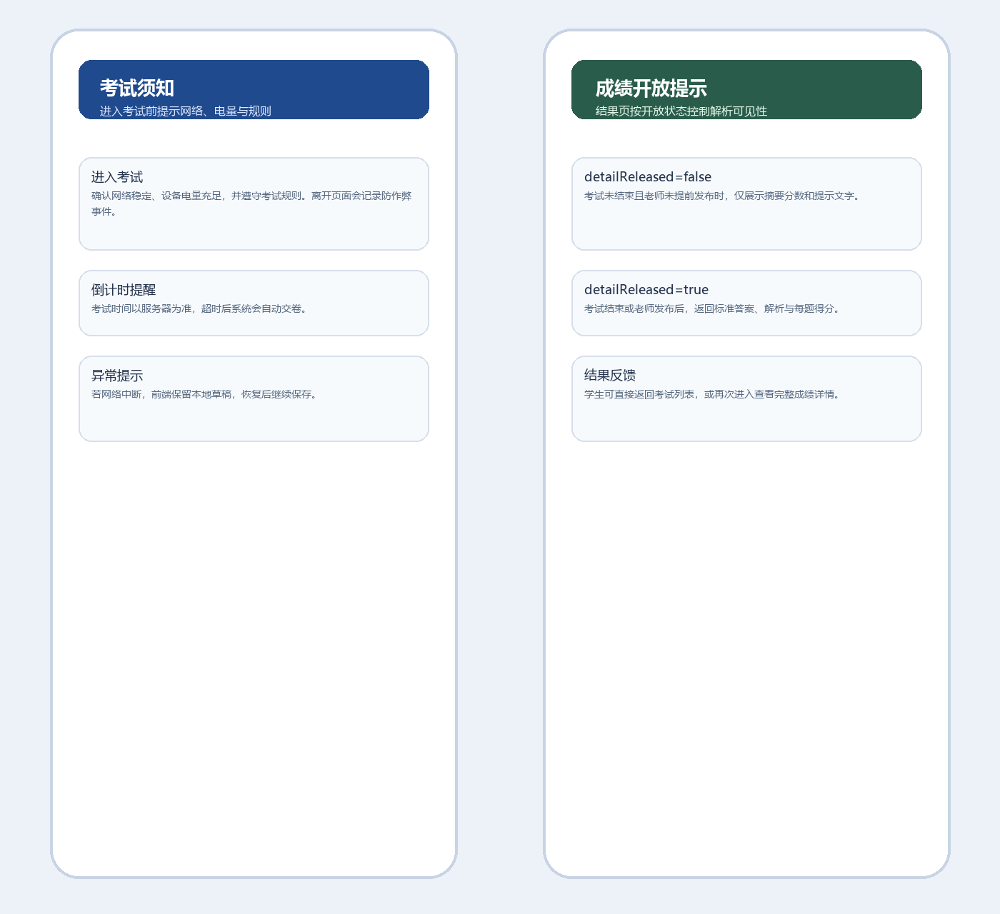 考试须知
进入考试前提示网络、电量与规则
进入考试
确认网络稳定、设备电量充足，并遵守考试规则。离开页面会记录防作弊
事件。
倒计时提醒
考试时间以服务器为准，超时后系统会自动交卷。
异常提示
若网络中断，前端保留本地草稿，恢复后继续保存。
成绩开放提示
结果页按开放状态控制解析可见性
detailReleased=false
考试未结束且老师未提前发布时，仅展示摘要分数和提示文字。
detailReleased=true
考试结束或老师发布后，返回标准答案、解析与每题得分。
结果反馈
学生可直接返回考试列表，或再次进入查看完整成绩详情。